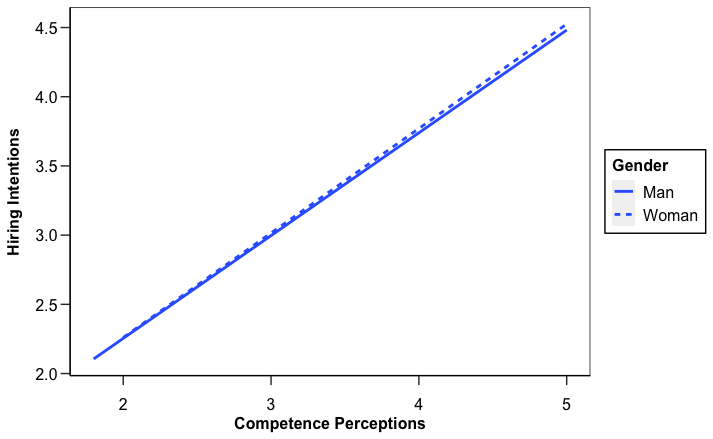 4.5
4.0
3.5
3.0
2.5
2.0
Hiring Intentions
2 3 4 5
Competence Perceptions
Gender
Man
Woman